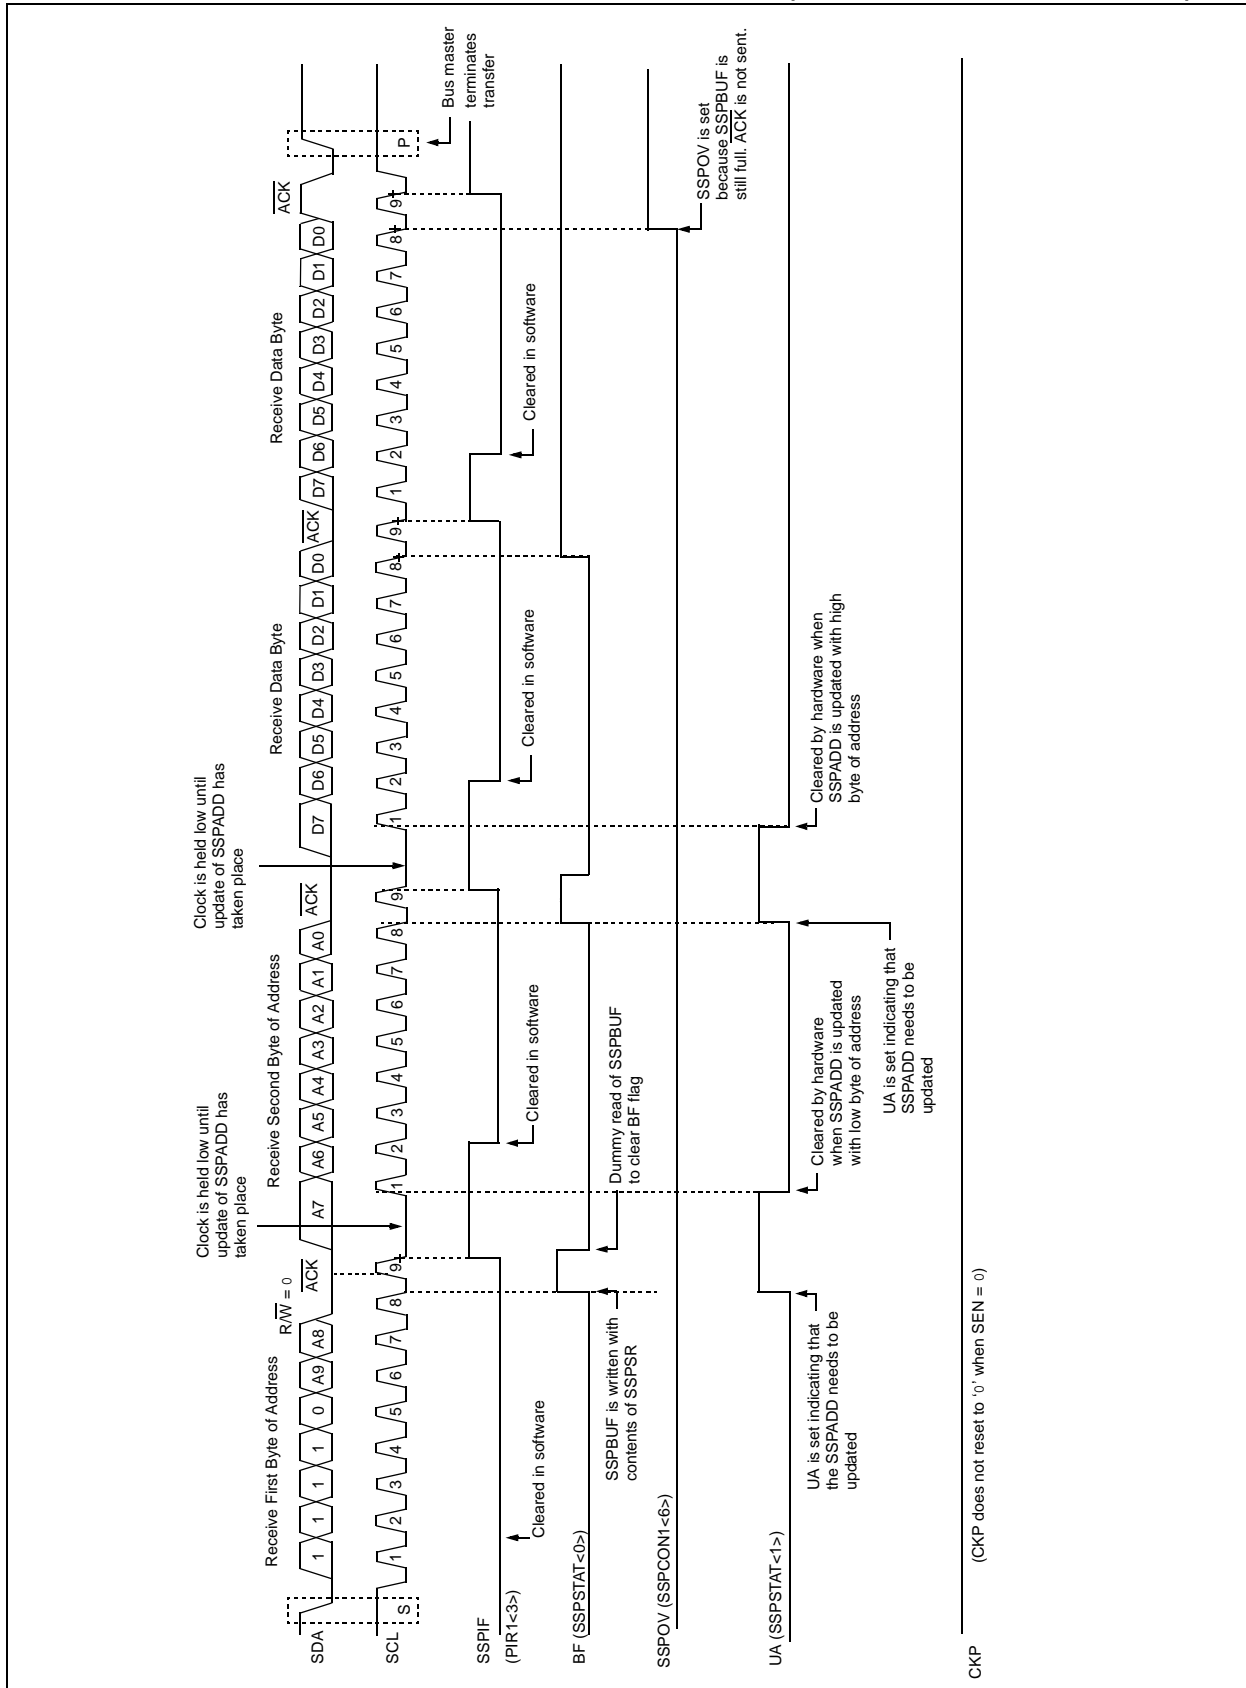 Receive First Byte of Address
R/W = 0
Clock is held low until
update of SSPADD has
taken place
Receive Second Byte of Address
Clock is held low until
update of SSPADD has
taken place
Receive Data Byte
Receive Data Byte
SDA
1 1 1 1 0 A9 A8 ACK
A7 A6 A5 A4 A3 A2 A1 A0 ACK
D7 D6 D5 D4 D3 D2 D1 D0 ACK
D7 D6 D5 D4 D3 D2 D1 D0 ACK
SCL
S 1 2 3 4 5 6 7 8 9
1 2 3 4 5 6 7 8 9
1 2 3 4 5 6 7 8 9
1 2 3 4 5 6 7 8 9 P
Bus master
terminates
transfer
SSPIF
(PIR1<3>)
Cleared in software
Cleared in software
Cleared in software
Cleared in software
BF (SSPSTAT<0>)
SSPBUF is written with
contents of SSPSR
Dummy read of SSPBUF
to clear BF flag
SSPOV (SSPCON1<6>)
SSPOV is set
because SSPBUF is
still full. ACK is not sent.
UA (SSPSTAT<1>)
UA is set indicating that
the SSPADD needs to be
updated
Cleared by hardware
when SSPADD is updated
with low byte of address
UA is set indicating that
SSPADD needs to be
updated
Cleared by hardware when
SSPADD is updated with high
byte of address
CKP
(CKP does not reset to ‘0’ when SEN = 0)